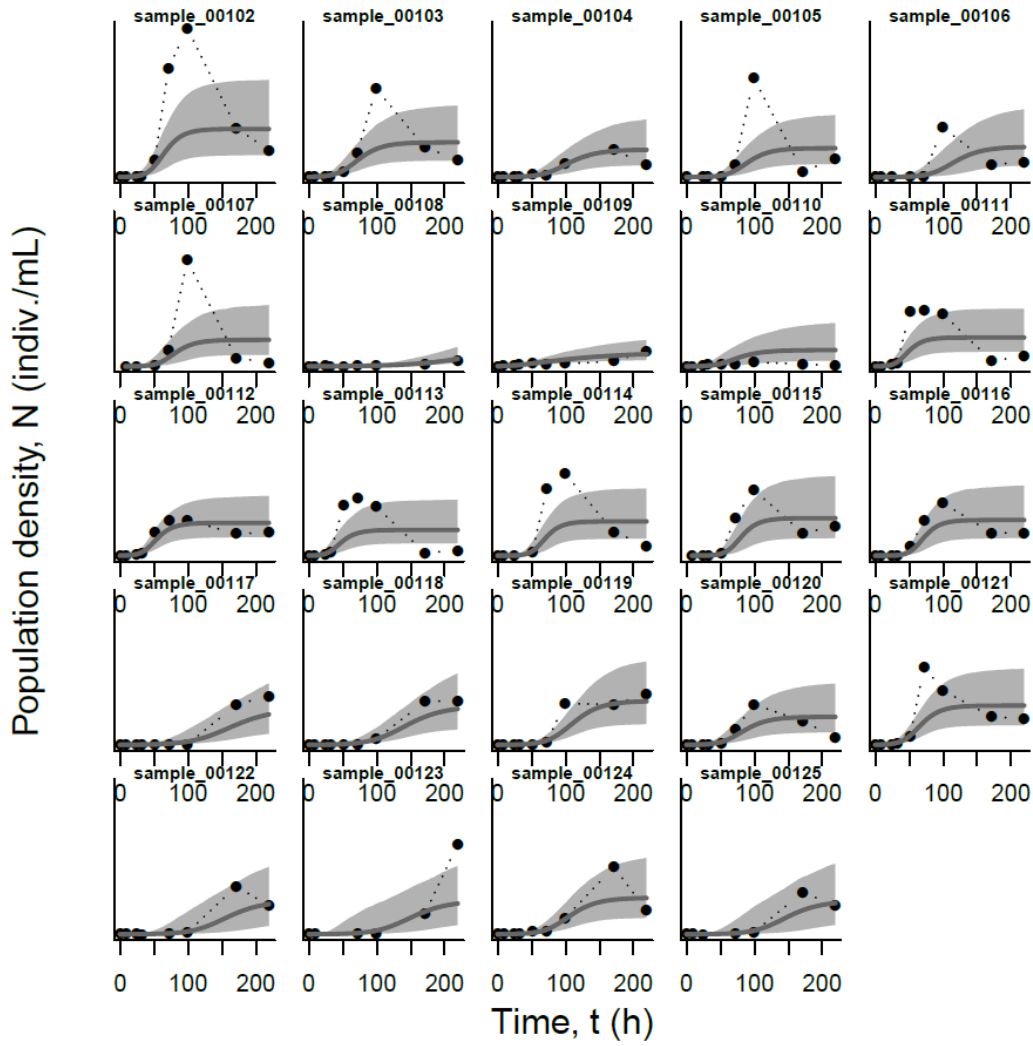 Population density, N (indiv./mL)
sample_00102 sample_00103 sample_00104 sample_00105 sample_00106
0 100 200 0 100 200 0 100 200 0 100 200 0 100 200
sample_00107 sample_00108 sample_00109 sample_00110 sample_00111
0 100 200 0 100 200 0 100 200 0 100 200 0 100 200
sample_00112 sample_00113 sample_00114 sample_00115 sample_00116
0 100 200 0 100 200 0 100 200 0 100 200 0 100 200
sample_00117 sample_00118 sample_00119 sample_00120 sample_00121
0 100 200 0 100 200 0 100 200 0 100 200 0 100 200
sample_00122 sample_00123 sample_00124 sample_00125
0 100 200 0 100 200 0 100 200 0 100 200
Time, t (h)